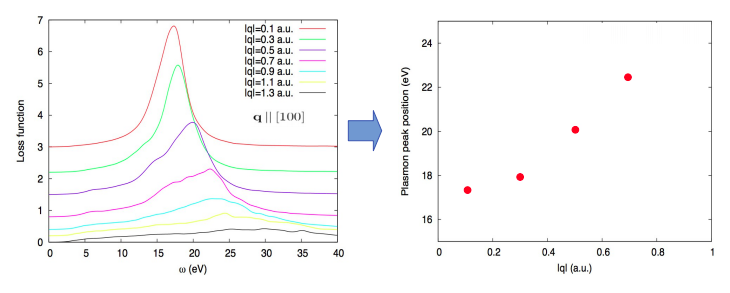 7
6
5
4
3
2
1
0
Loss function
0
5
10
15
20
25
30
35
40
ω (eV)
|q|=0.1 a.u.
|q|=0.3 a.u.
|q|=0.5 a.u.
|q|=0.7 a.u.
|q|=0.9 a.u.
|q|=1.1 a.u.
|q|=1.3 a.u.
q || [100]
24
22
20
18
16
Plasmon peak position (eV)
0
0.2
0.4
0.6
0.8
1
|q| (a.u.)